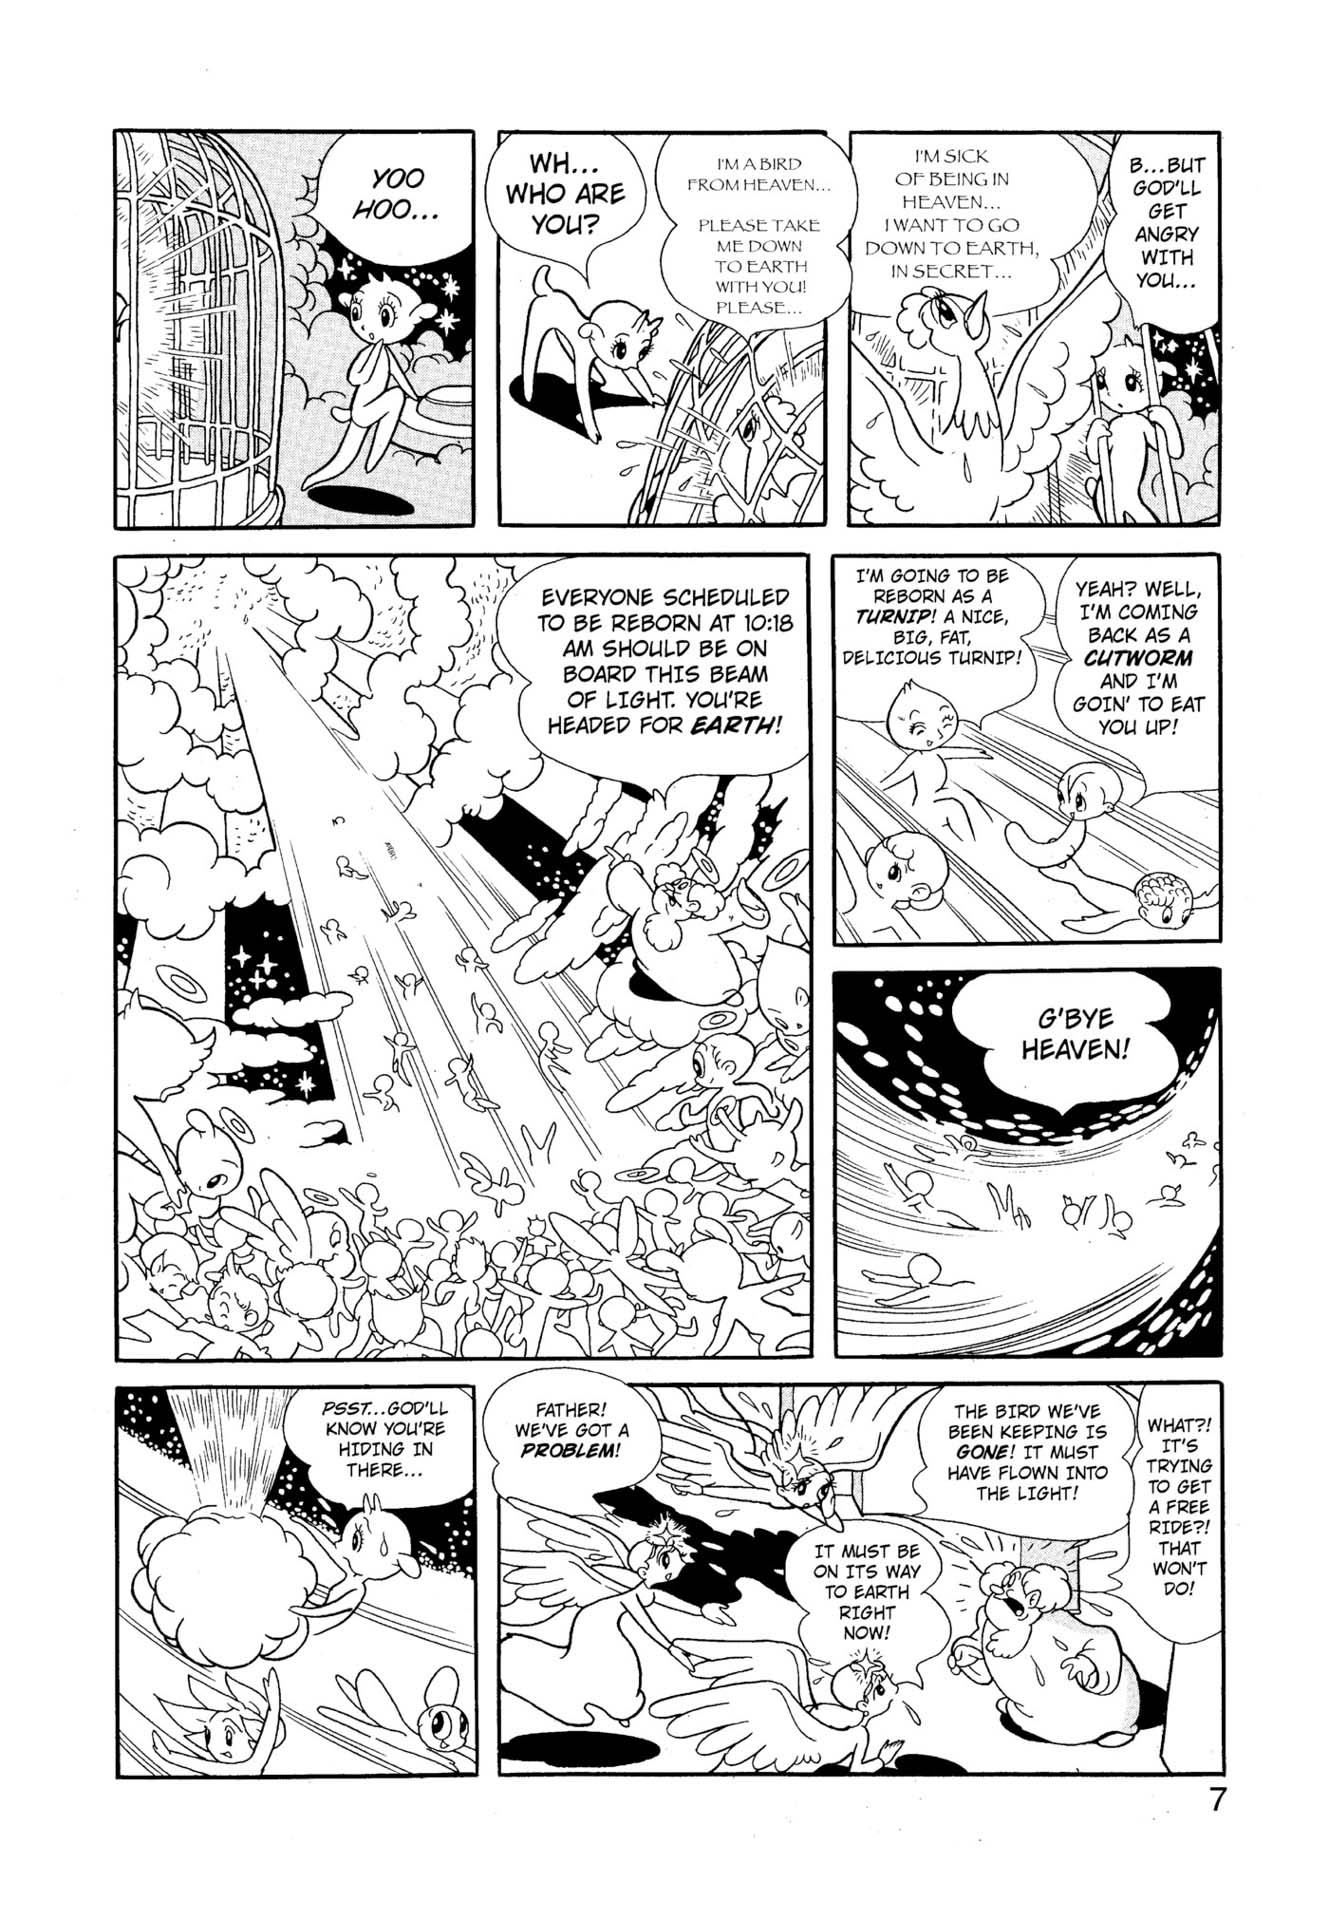 YOO
HOO...
WH...
WHO ARE
YOU?
I'M A BIRD
FROM HEAVEN...
PLEASE TAKE
ME DOWN
TO EARTH
WITH YOU!
PLEASE...
I'M SICK
OF BEING IN
HEAVEN...
I WANT TO GO
DOWN TO EARTH,
IN SECRET...
B...BUT
GOD'LL
GET
ANGRY
WITH
YOU...
EVERYONE SCHEDULED
TO BE REBORN AT 10:18
AM SHOULD BE ON
BOARD THIS BEAM
OF LIGHT. YOU'RE
HEADED FOR EARTH!
I'M GOING TO BE
REBORN AS A
TURNIP! A NICE,
BIG, FAT,
DELICIOUS TURNIP!
YEAH? WELL,
I'M COMING
BACK AS A
CUTWORM
AND I'M
GOIN' TO EAT
YOU UP!
G'BYE
HEAVEN!
PSST...GOD'LL
KNOW YOU'RE
HIDING IN
THERE...
FATHER!
WE'VE GOT A
PROBLEM!
THE BIRD WE'VE
BEEN KEEPING IS
GONE! IT MUST
HAVE FLOWN INTO
THE LIGHT!
IT MUST BE
ON ITS WAY
TO EARTH
RIGHT
NOW!
WHAT?!
IT'S
TRYING
TO GET
A FREE
RIDE?!
THAT
WON'T
DO!
7